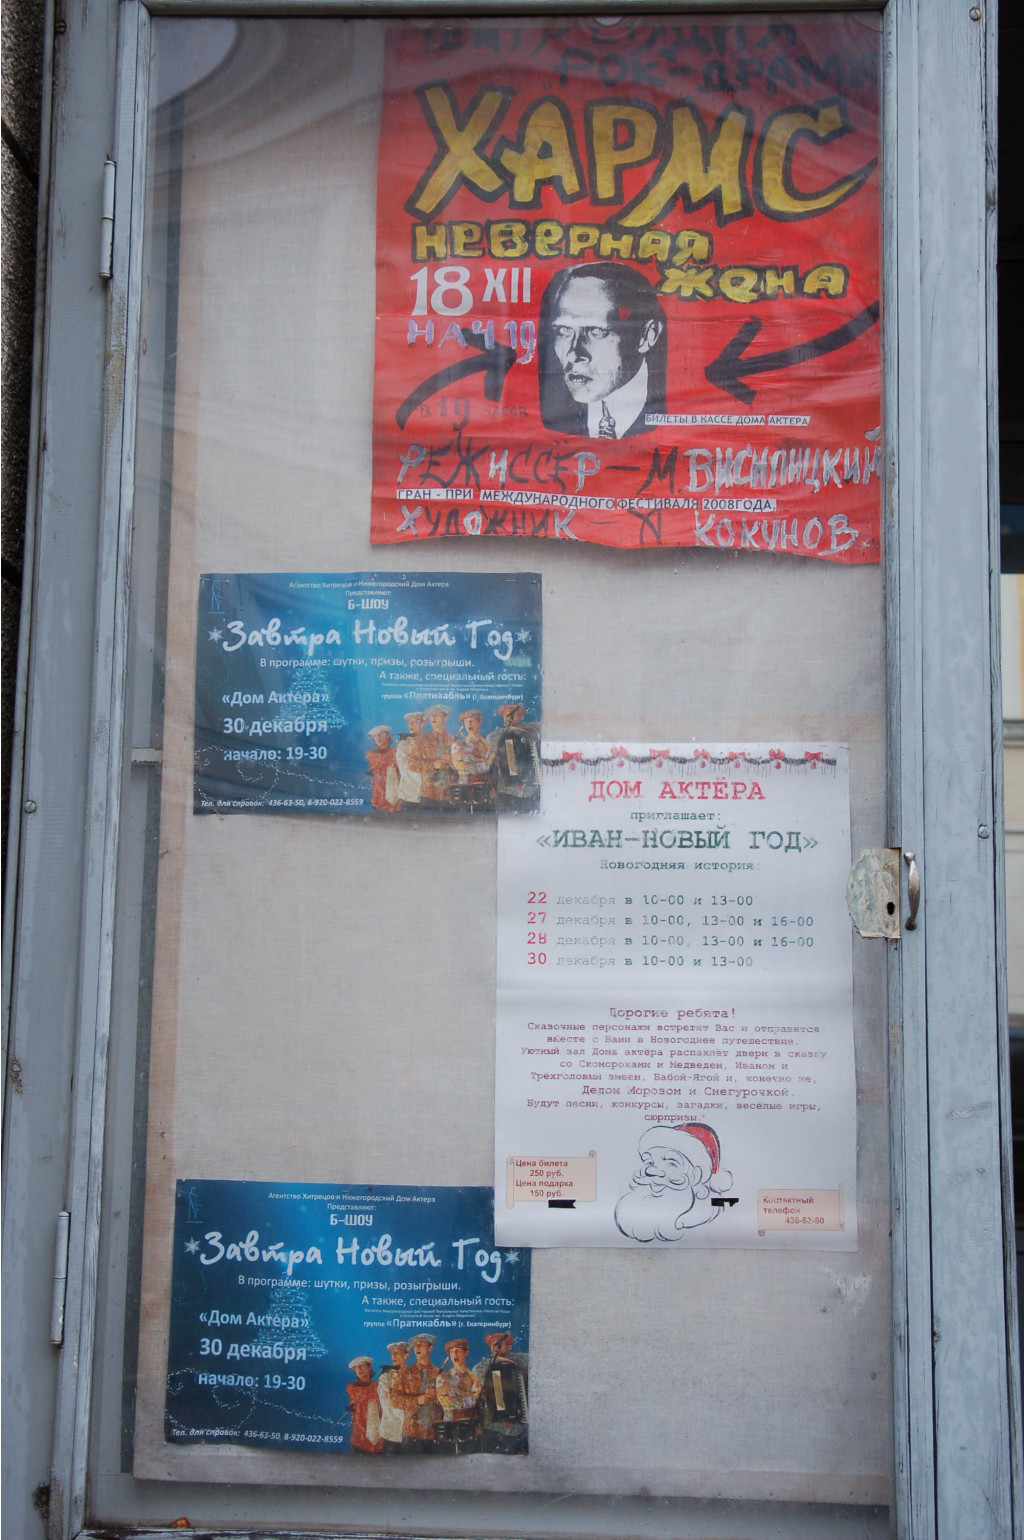 РОК-ДРАМЫ
ХАРМС
НЕВЕРНАЯ
ЖЕНА
18 XII
НАЧ 19
в 19 часов
БИЛЕТЫ В КАССЕ ДОМА АКТЕРА
РЕЖИССЁР — М. ВИСИЛИЦКИЙ
ГРАН - ПРИ МЕЖДУНАРОДНОГО ФЕСТИВАЛЯ 2008ГОДА,
ХУДОЖНИК — Я КОКУНОВ.
Агентство Хитрецов и Нижегородский Дом Актера
Представляют:
Б-ШОУ
Завтра Новый Год
В программе: шутки, призы, розыгрыши.
А также, специальный гость:
группа «Пратикабль» (г. Екатеринбург)
«Дом Актера»
30 декабря
начало: 19-30
Тел. для справок: 436-63-50, 8-920-022-8559
ДОМ АКТЁРА
приглашает:
«ИВАН-НОВЫЙ ГОД»
Новогодняя история:
22 декабря в 10-00 и 13-00
27 декабря в 10-00, 13-00 и 16-00
28 декабря в 10-00, 13-00 и 16-00
30 декабря в 10-00 и 13-00
Дорогие ребята!
Сказочные персонажи встретят Вас и отправятся
вместе с Вами в Новогоднее путешествие.
Уютный зал Дома актёра распахнёт двери в сказку
со Скоморохами и Медведем, Иваном и
Трёхголовым змеем, Бабой-Ягой и, конечно же,
Дедом Морозом и Снегурочкой.
Будут песни, конкурсы, загадки, весёлые игры,
сюрпризы.
Цена билета
250 руб.
Цена подарка
150 руб.
Контактный
телефон
436-52-50
Агентство Хитрецов и Нижегородский Дом Актера
Представляют:
Б-ШОУ
Завтра Новый Год
В программе: шутки, призы, розыгрыши.
А также, специальный гость:
группа «Пратикабль» (г. Екатеринбург)
«Дом Актера»
30 декабря
начало: 19-30
Тел. для справок: 436-63-50, 8-920-022-8559